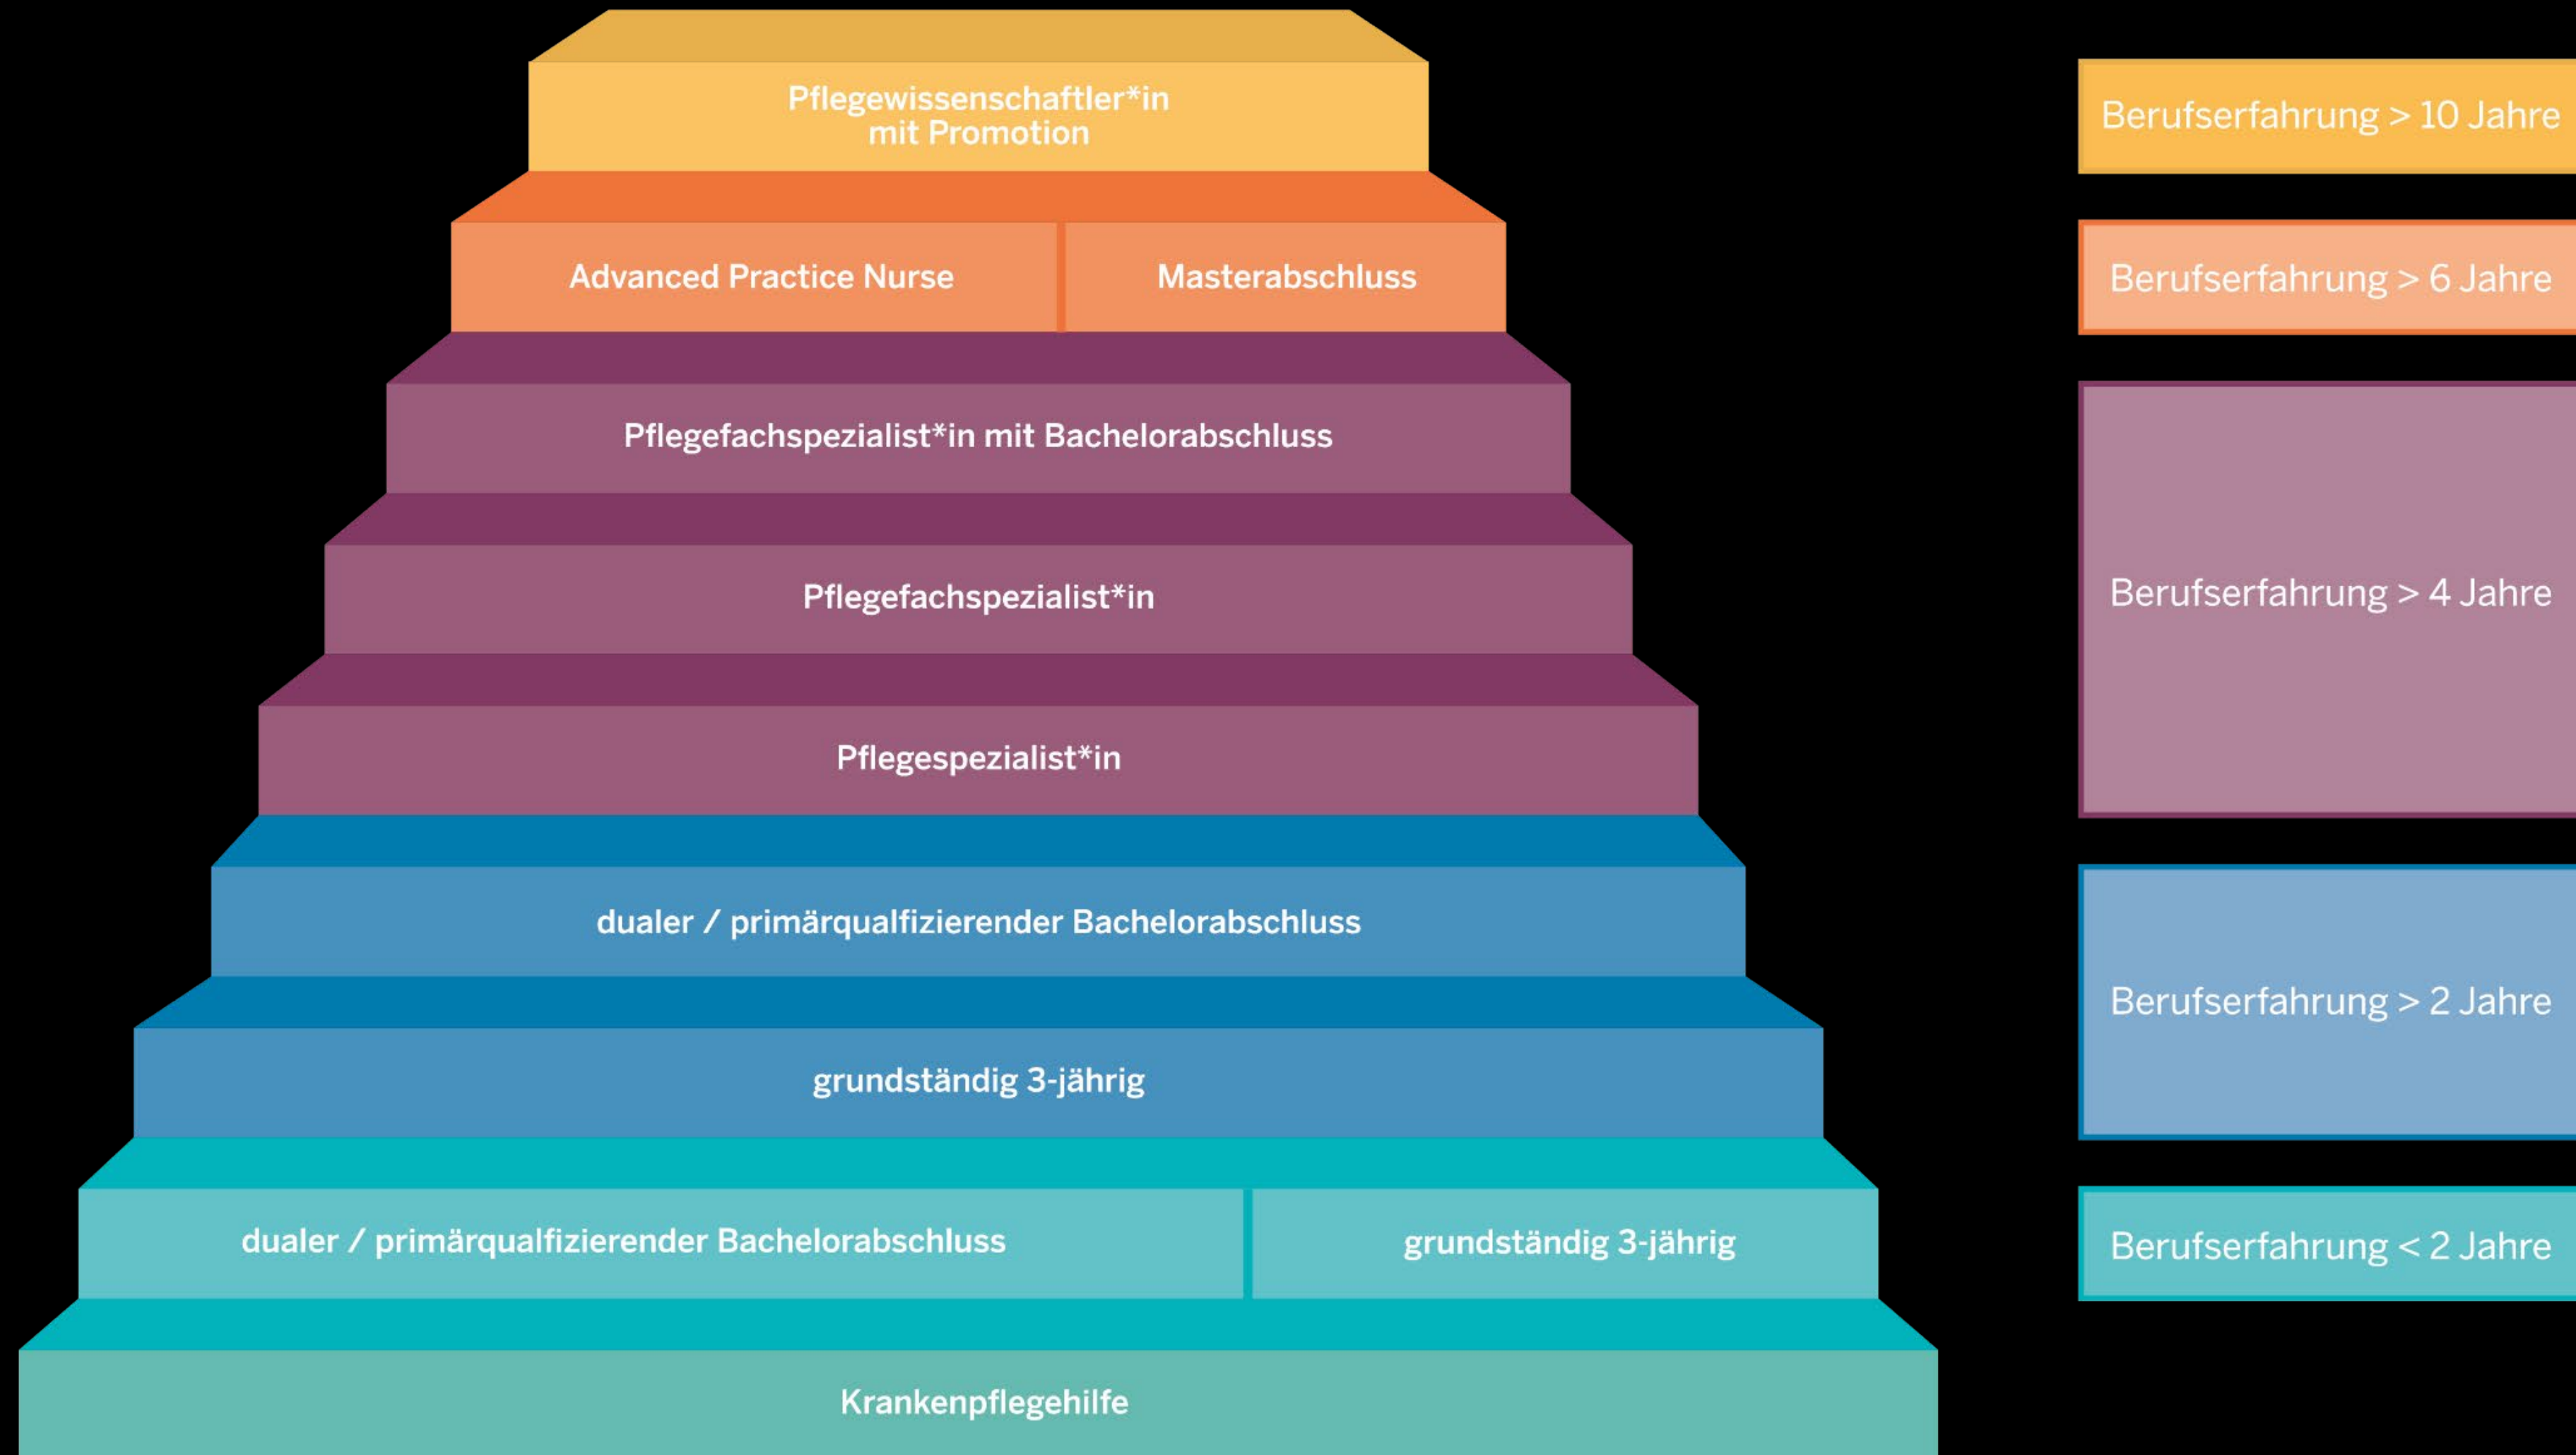 Pflegewissenschaftler*in
mit Promotion
Berufserfahrung > 10 Jahre
Advanced Practice Nurse
Masterabschluss
Berufserfahrung > 6 Jahre
Pflegefachspezialist*in mit Bachelorabschluss
Pflegefachspezialist*in
Berufserfahrung > 4 Jahre
Pflegespezialist*in
dualer / primärqualfizierender Bachelorabschluss
Berufserfahrung > 2 Jahre
grundständig 3-jährig
dualer / primärqualfizierender Bachelorabschluss
grundständig 3-jährig
Berufserfahrung < 2 Jahre
Krankenpflegehilfe